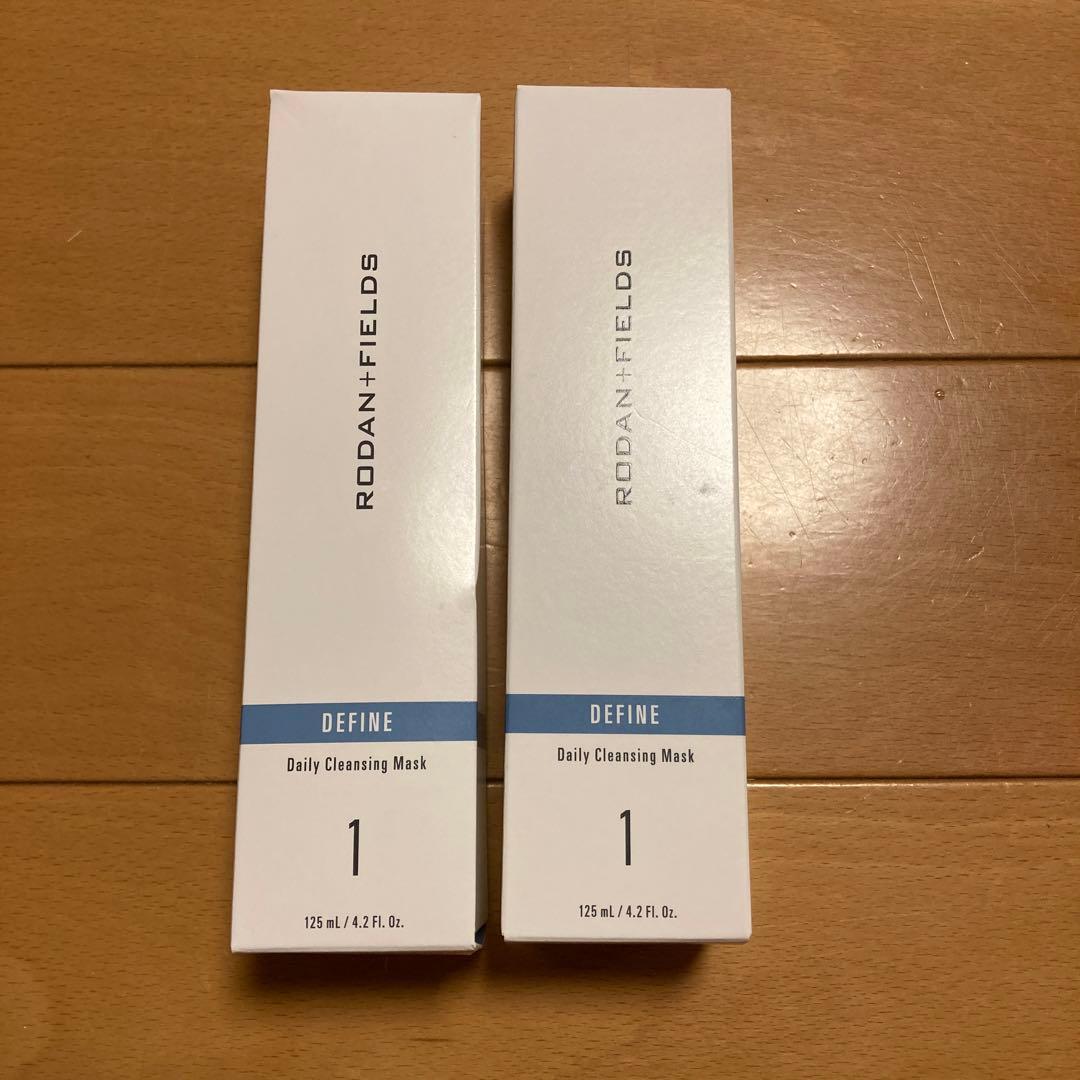 RODAN+FIELDS
DEFINE
Daily Cleansing Mask
1
125 mL / 4.2 Fl. Oz.
RODAN+FIELDS
DEFINE
Daily Cleansing Mask
1
125 mL / 4.2 Fl. Oz.